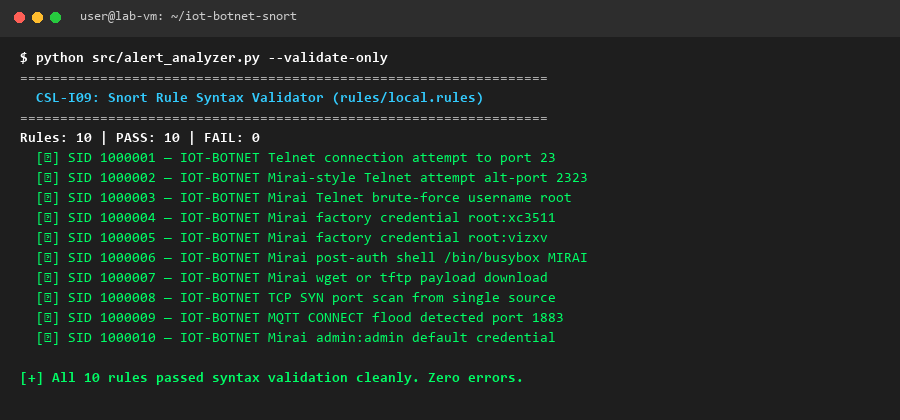 user@lab-vm: ~/iot-botnet-snort
$ python src/alert_analyzer.py --validate-only
==================================================================
CSL-I09: Snort Rule Syntax Validator (rules/local.rules)
==================================================================
Rules: 10 | PASS: 10 | FAIL: 0
[▯] SID 1000001 — IOT-BOTNET Telnet connection attempt to port 23
[▯] SID 1000002 — IOT-BOTNET Mirai-style Telnet attempt alt-port 2323
[▯] SID 1000003 — IOT-BOTNET Mirai Telnet brute-force username root
[▯] SID 1000004 — IOT-BOTNET Mirai factory credential root:xc3511
[▯] SID 1000005 — IOT-BOTNET Mirai factory credential root:vizxv
[▯] SID 1000006 — IOT-BOTNET Mirai post-auth shell /bin/busybox MIRAI
[▯] SID 1000007 — IOT-BOTNET Mirai wget or tftp payload download
[▯] SID 1000008 — IOT-BOTNET TCP SYN port scan from single source
[▯] SID 1000009 — IOT-BOTNET MQTT CONNECT flood detected port 1883
[▯] SID 1000010 — IOT-BOTNET Mirai admin:admin default credential
[+] All 10 rules passed syntax validation cleanly. Zero errors.